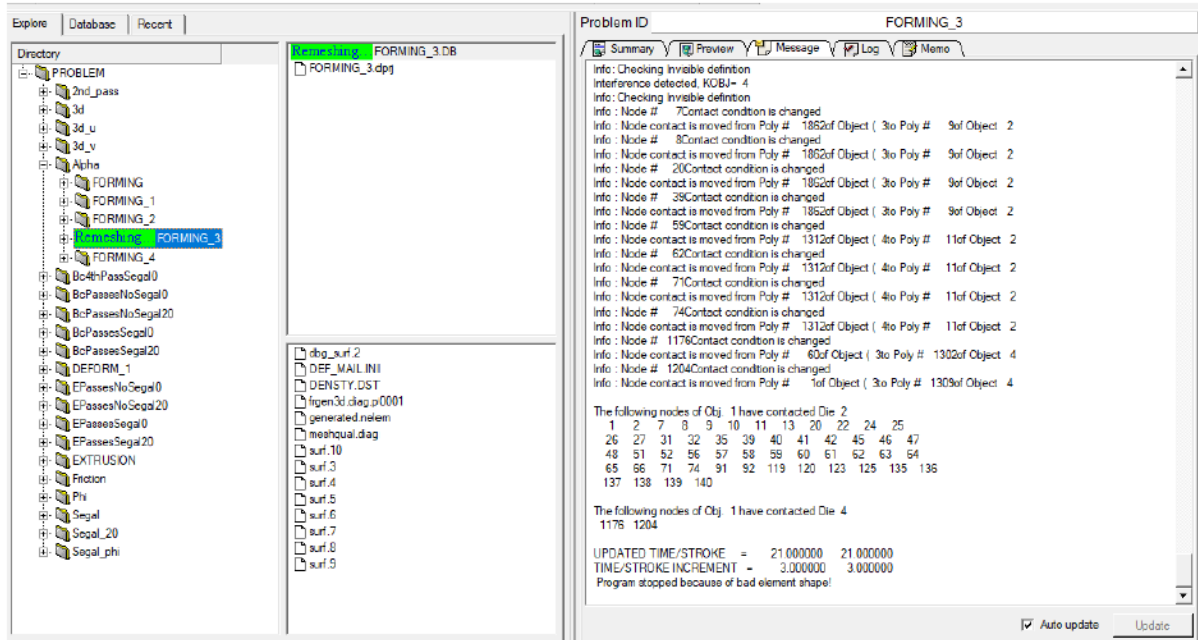 Explore Database Recent
Directory
PROBLEM
2nd_pass
3d
3d_u
3d_v
Alpha
FORMING
FORMING_1
FORMING_2
Remeshing... FORMING_3
FORMING_4
Bc4thPassSegal0
BcPassesNoSegal0
BcPassesNoSegal20
BcPassesSegal0
BcPassesSegal20
DEFORM_1
EPassesNoSegal0
EPassesNoSegal20
EPassesSegal0
EPassesSegal20
EXTRUSION
Friction
Phi
Segal
Segal_20
Segal_phi
Remeshing... FORMING_3.DB
FORMING_3.dprj
dbg_surf.2
DEF_MAIL.INI
DENSTY.DST
frgen3d.diag.p0001
generated.nelem
meshqual.diag
surf.10
surf.3
surf.4
surf.5
surf.6
surf.7
surf.8
surf.9
Problem ID FORMING_3
Summary Preview Message Log Memo
Info: Checking Invisible definition
Interference detected, KOBJ= 4
Info: Checking Invisible definition
Info : Node # 7Contact condition is changed
Info : Node contact is moved from Poly # 1862of Object ( 3to Poly # 9of Object 2
Info : Node # 8Contact condition is changed
Info : Node contact is moved from Poly # 1862of Object ( 3to Poly # 9of Object 2
Info : Node # 20Contact condition is changed
Info : Node contact is moved from Poly # 1862of Object ( 3to Poly # 9of Object 2
Info : Node # 39Contact condition is changed
Info : Node contact is moved from Poly # 1862of Object ( 3to Poly # 9of Object 2
Info : Node # 59Contact condition is changed
Info : Node contact is moved from Poly # 1312of Object ( 4to Poly # 11of Object 2
Info : Node # 62Contact condition is changed
Info : Node contact is moved from Poly # 1312of Object ( 4to Poly # 11of Object 2
Info : Node # 71Contact condition is changed
Info : Node contact is moved from Poly # 1312of Object ( 4to Poly # 11of Object 2
Info : Node # 74Contact condition is changed
Info : Node contact is moved from Poly # 1312of Object ( 4to Poly # 11of Object 2
Info : Node # 1176Contact condition is changed
Info : Node contact is moved from Poly # 60of Object ( 3to Poly # 1302of Object 4
Info : Node # 1204Contact condition is changed
Info : Node contact is moved from Poly # 1of Object ( 3to Poly # 1309of Object 4
The following nodes of Obj. 1 have contacted Die 2
1 2 7 8 9 10 11 13 20 22 24 25
26 27 31 32 35 39 40 41 42 45 46 47
48 51 52 56 57 58 59 60 61 62 63 64
65 66 71 74 91 92 119 120 123 125 135 136
137 138 139 140
The following nodes of Obj. 1 have contacted Die 4
1176 1204
UPDATED TIME/STROKE = 21.000000 21.000000
TIME/STROKE INCREMENT = 3.000000 3.000000
Program stopped because of bad element shape!
Auto update Update